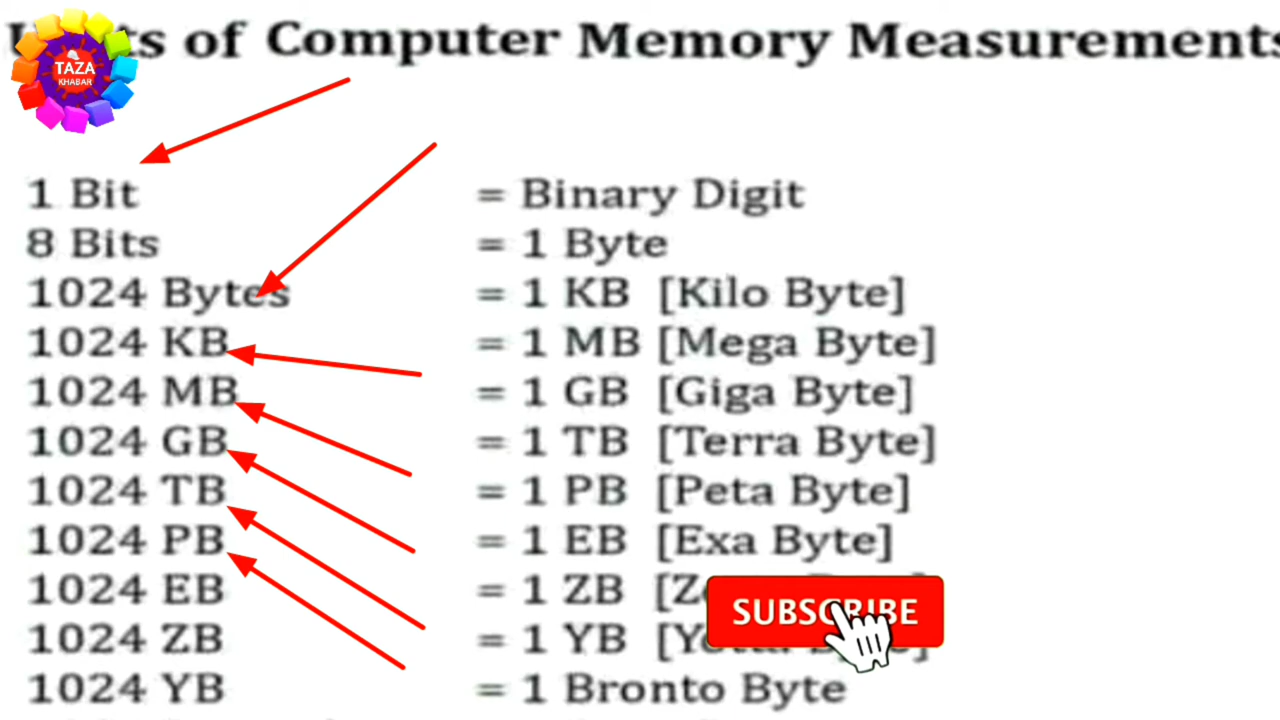 of Computer Memory Measurements
TAZA
KHABAR
1 Bit = Binary Digit
8 Bits = 1 Byte
1024 Bytes = 1 KB [Kilo Byte]
1024 KB = 1 MB [Mega Byte]
1024 MB = 1 GB [Giga Byte]
1024 GB = 1 TB [Terra Byte]
1024 TB = 1 PB [Peta Byte]
1024 PB = 1 EB [Exa Byte]
1024 EB = 1 ZB
SUBSCRIBE
1024 ZB = 1 YB [Yotta Byte]
1024 YB = 1 Bronto Byte